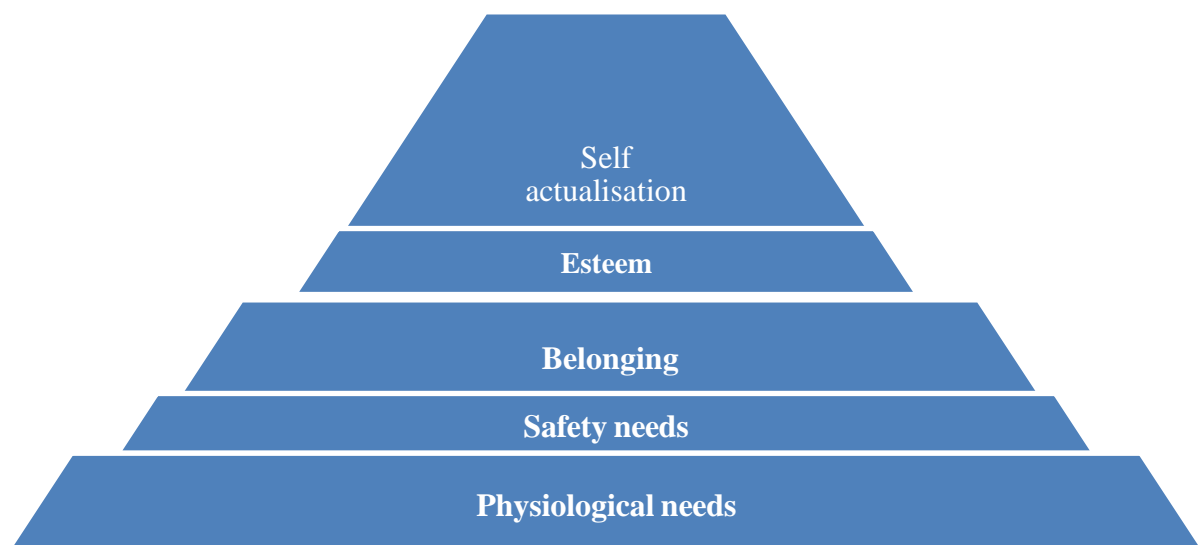 Self
actualisation
Esteem
Belonging
Safety needs
Physiological needs